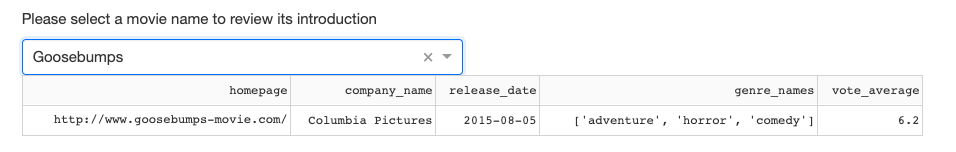 Please select a movie name to review its introduction
Goosebumps × 
homepage company_name release_date genre_names vote_average
http://www.goosebumps-movie.com/ Columbia Pictures 2015-08-05 ['adventure', 'horror', 'comedy'] 6.2